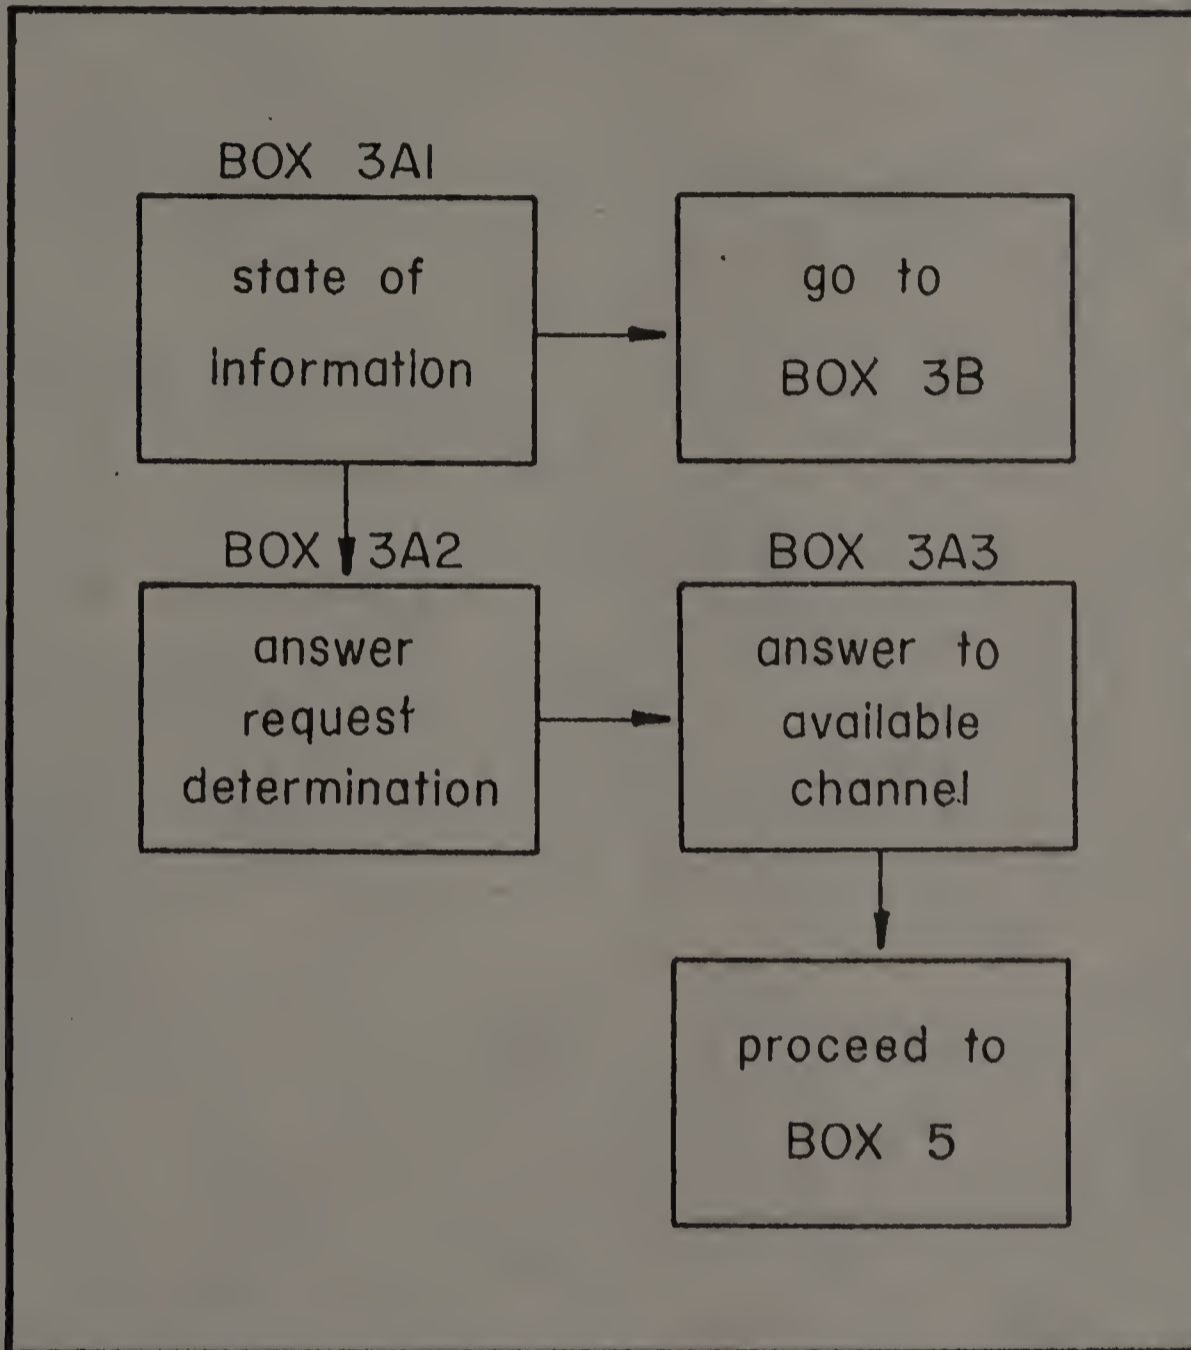 BOX 3A1
state of
information
go to
BOX 3B
BOX 3A2
answer
request
determination
BOX 3A3
answer to
available
channel
proceed to
BOX 5